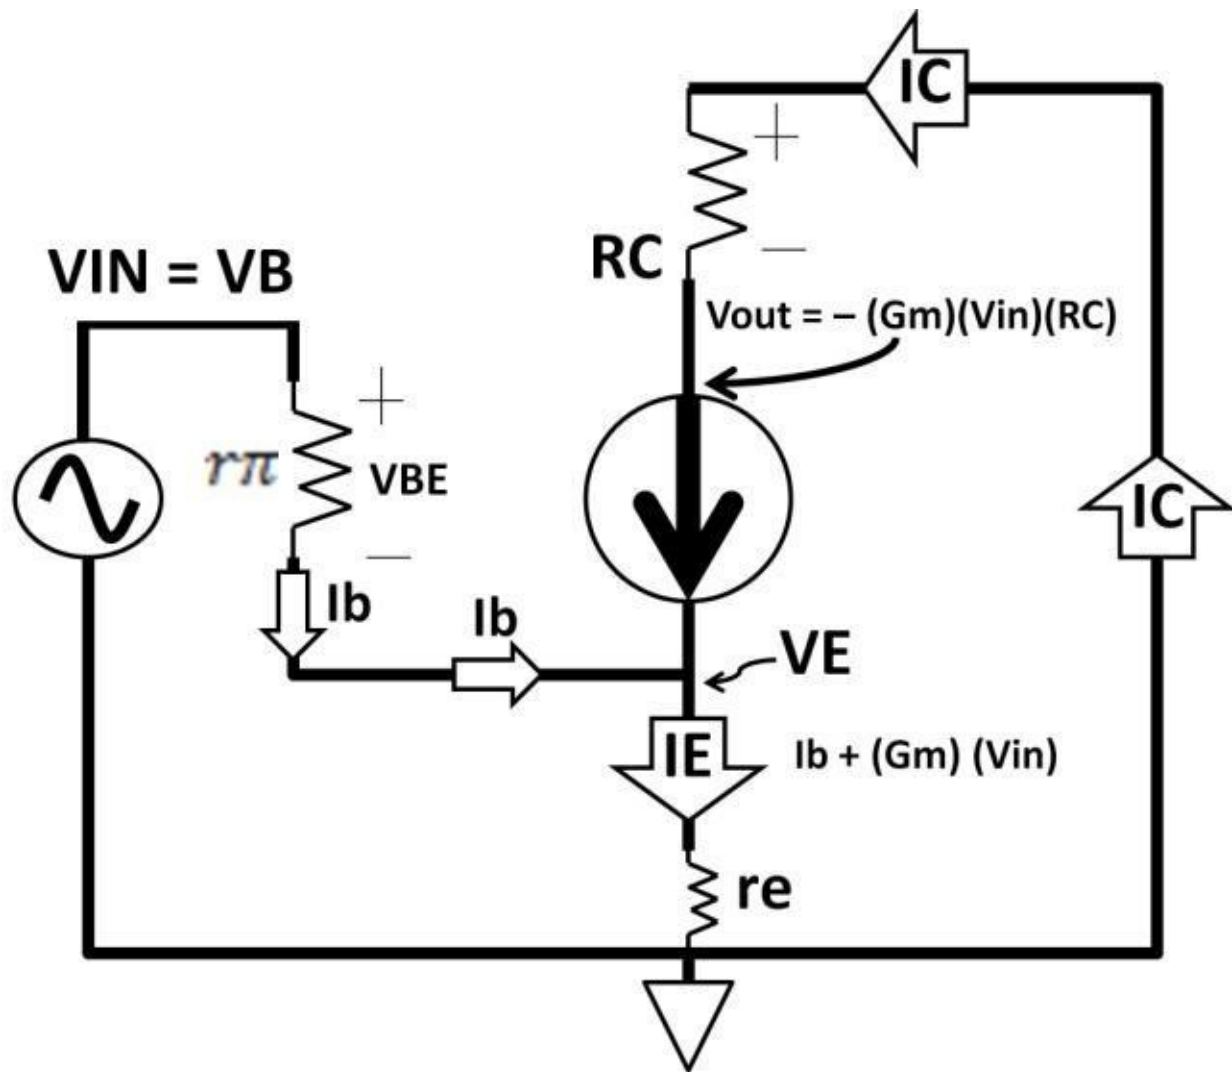 IC
+
RC
–
VIN = VB
Vout = – (Gm)(Vin)(RC)
+
rπ
VBE
–
IC
Ib
Ib
VE
IE
Ib + (Gm) (Vin)
re